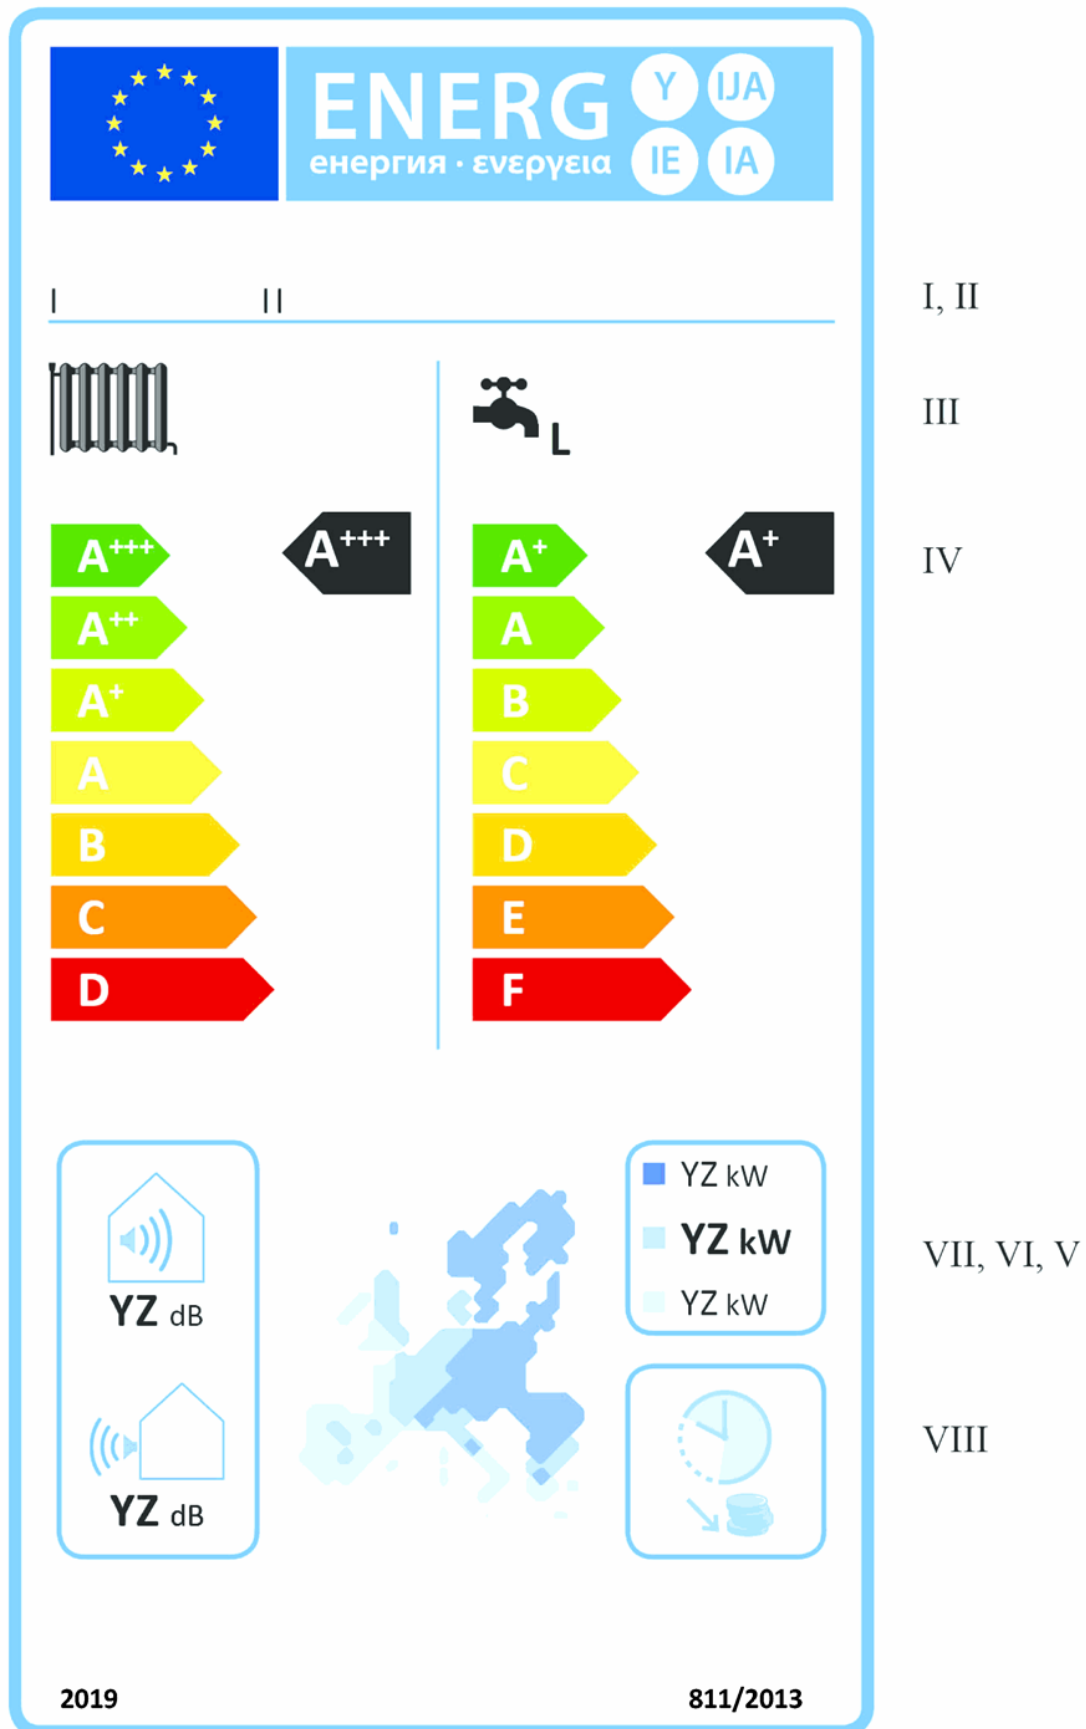 ENERG Y IJA
енергия · ενεργεια IE IA
I II I, II
L III
A+++ A+++ A+ A+ IV
A++ A
A+ B
A C
B D
C E
D F
YZ kW
YZ kW VII, VI, V
YZ kW
YZ dB
VIII
YZ dB
2019 811/2013